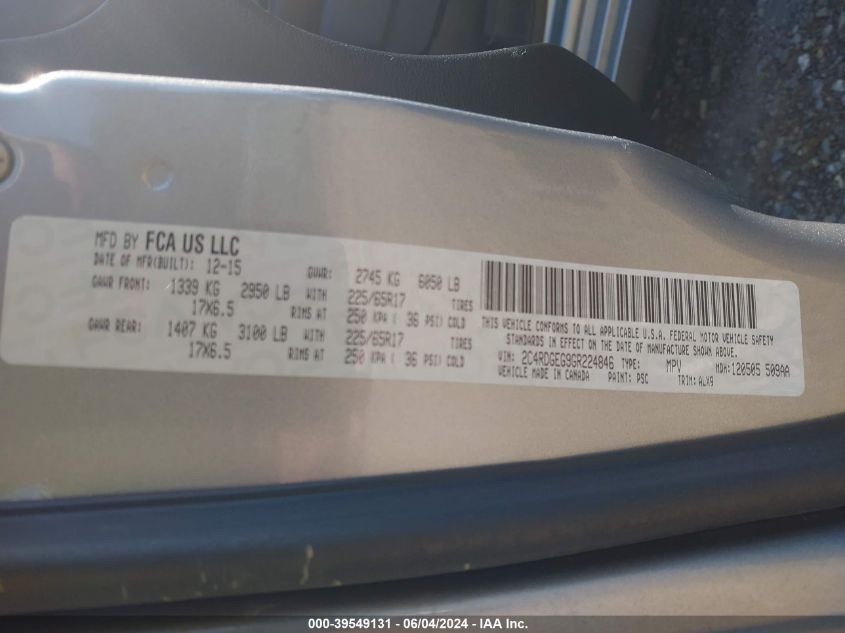 MFD BY FCA US LLC
DATE OF MFR(BUILT): 12-15 GVWR: 2745 KG 6050 LB
GAWR FRONT: 1339 KG 2950 LB WITH 225/65R17 TIRES
17X6.5 RIMS AT 250 KPA ( 36 PSI) COLD
GAWR REAR: 1407 KG 3100 LB WITH 225/65R17 TIRES
17X6.5 RIMS AT 250 KPA ( 36 PSI) COLD
THIS VEHICLE CONFORMS TO ALL APPLICABLE U.S.A. FEDERAL MOTOR VEHICLE SAFETY
STANDARDS IN EFFECT ON THE DATE OF MANUFACTURE SHOWN ABOVE.
VIN: 2C4RDGEG9GR224846 TYPE: MPV MDH: 120505 509AA
VEHICLE MADE IN CANADA PAINT: PSC TRIM: ALX9
000-39549131 - 06/04/2024 - IAA Inc.